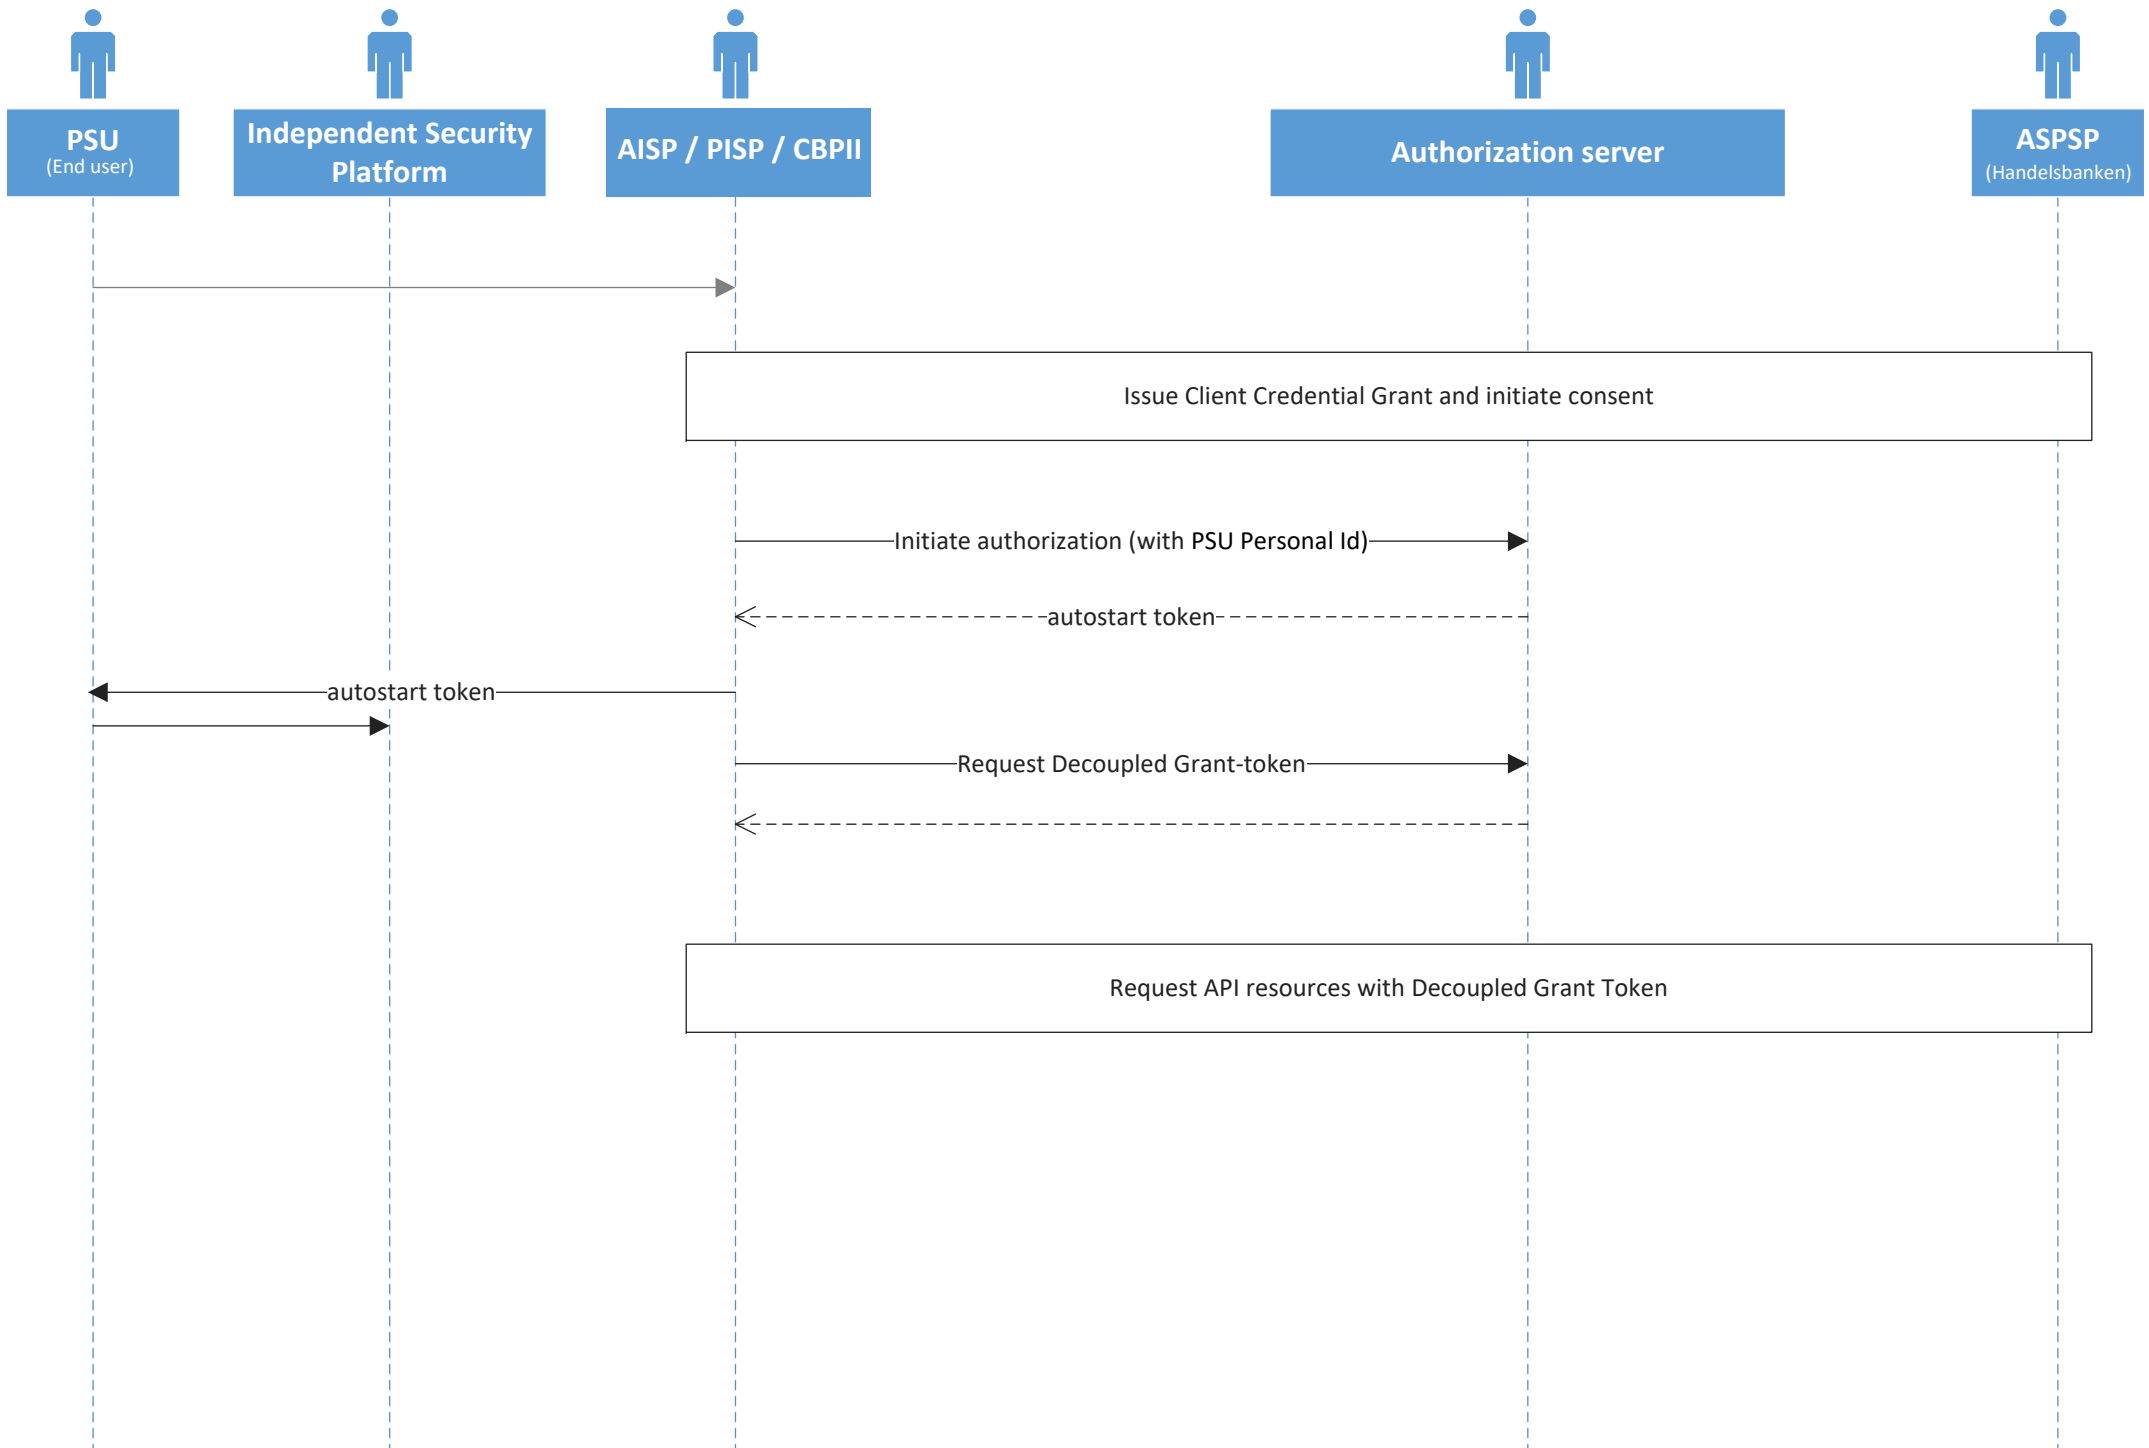 PSU
(End user)
Independent Security
Platform
AISP / PISP / CBPII
Authorization server
ASPSP
(Handelsbanken)
Issue Client Credential Grant and initiate consent
Initiate authorization (with PSU Personal Id)
autostart token
autostart token
Request Decoupled Grant-token
Request API resources with Decoupled Grant Token